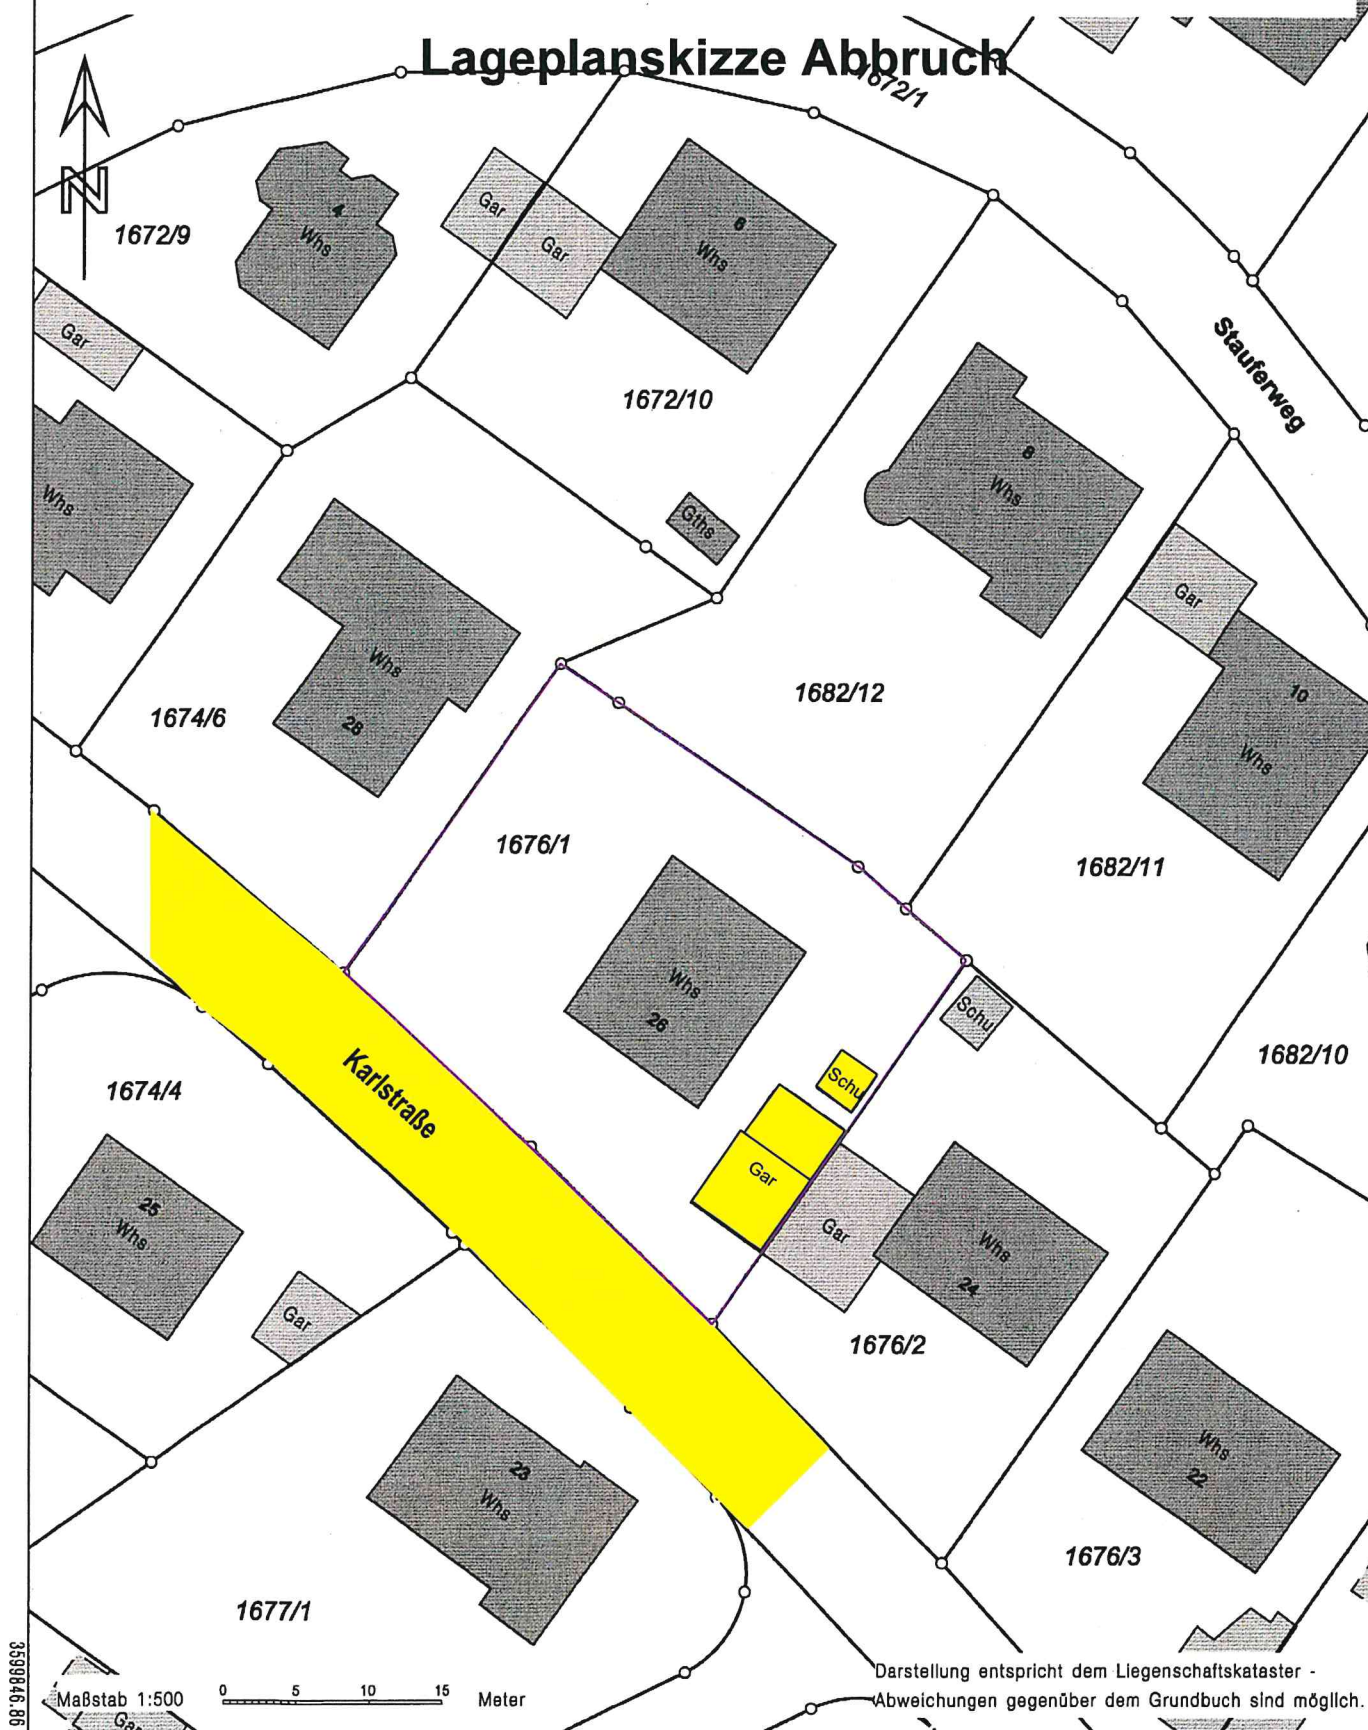 Lageplanskizze Abbruch
1672/1
N
4
Whs
Gar
Gar
6
Whs
1672/9
Gar
1672/10
Stauferweg
8
Whs
Whs
Gths
Gar
Whs
28
1674/6
1682/12
10
Whs
1676/1
1682/11
Whs
26
Schu
1682/10
Karlstraße
Schu
1674/4
Gar
Gar
25
Whs
Whs
24
Gar
1676/2
23
Whs
Whs
22
1676/3
1677/1
3599846.86
Maßstab 1:500
0 5 10 15 Meter
Gar
Darstellung entspricht dem Liegenschaftskataster -
Abweichungen gegenüber dem Grundbuch sind möglich.